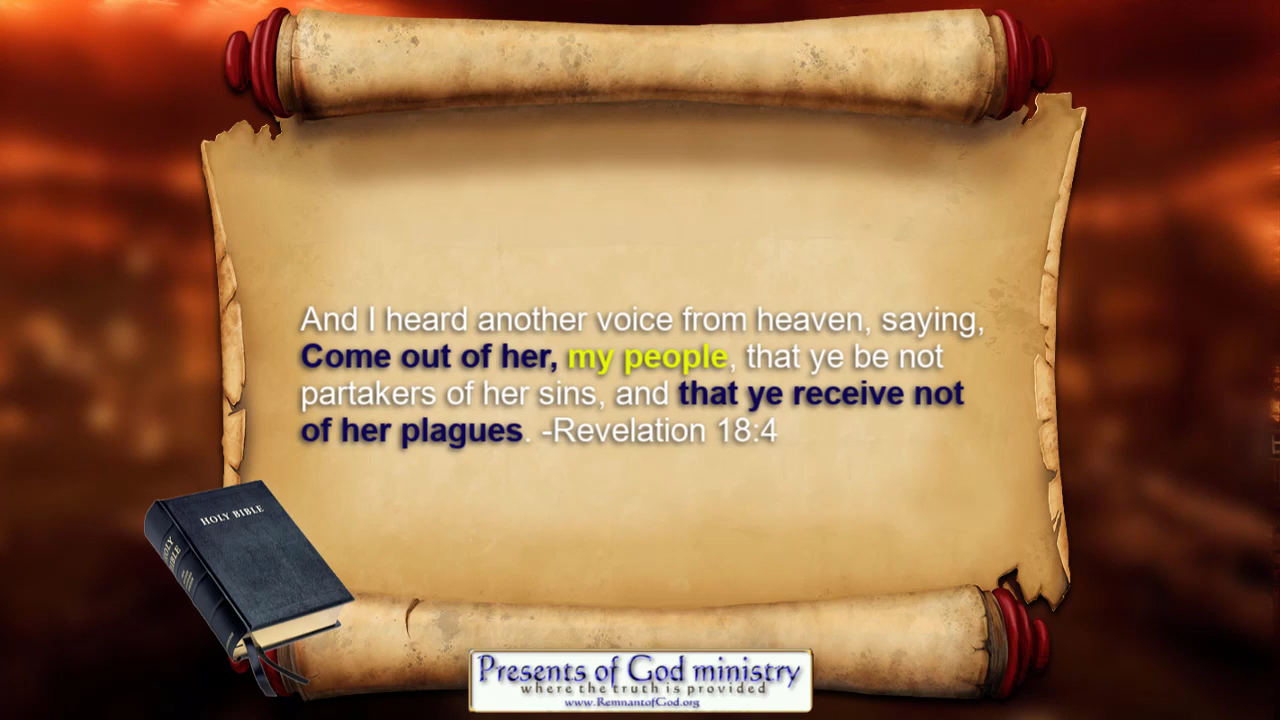 And I heard another voice from heaven, saying,
Come out of her, my people, that ye be not
partakers of her sins, and that ye receive not
of her plagues. -Revelation 18:4
HOLY BIBLE
HOLY
BIBLE
Presents of God ministry
where the truth is provided
www.RemnantofGod.org